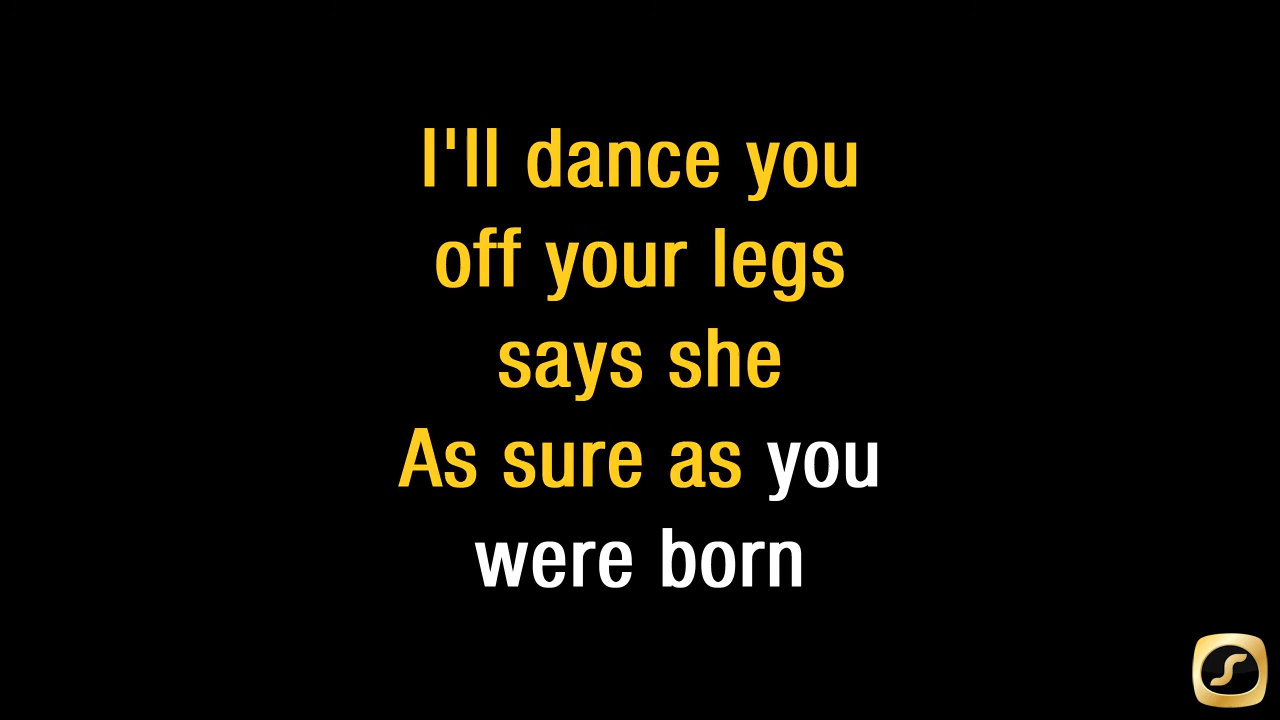 I'll dance you
off your legs
says she
As sure as you
were born